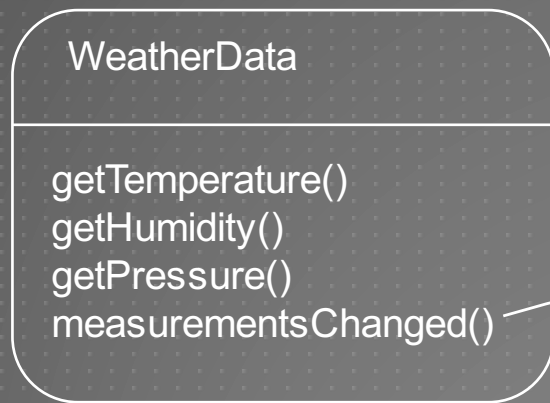 WeatherData
getTemperature()
getHumidity()
getPressure()
measurementsChanged()